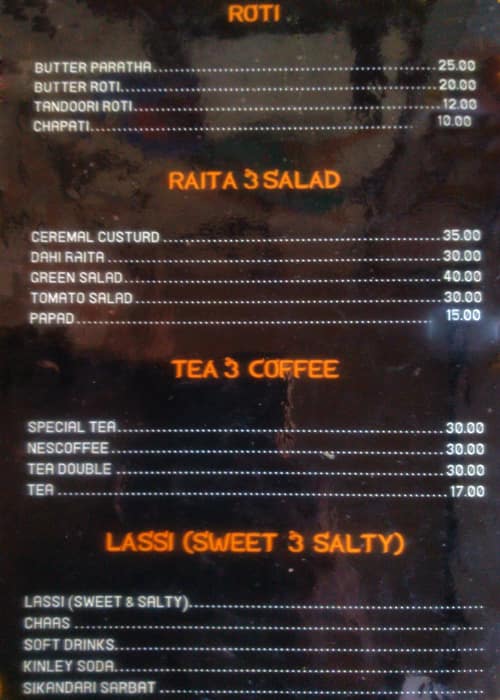 ROTI
BUTTER PARATHA 25.00
BUTTER ROTI 20.00
TANDOORI ROTI 12.00
CHAPATI 10.00
RAITA 3 SALAD
CEREMAL CUSTURD 35.00
DAHI RAITA 30.00
GREEN SALAD 40.00
TOMATO SALAD 30.00
PAPAD 15.00
TEA 3 COFFEE
SPECIAL TEA 30.00
NESCOFFEE 30.00
TEA DOUBLE 30.00
TEA 17.00
LASSI (SWEET 3 SALTY)
LASSI (SWEET & SALTY)
CHAAS
SOFT DRINKS
KINLEY SODA
SIKANDARI SARBAT